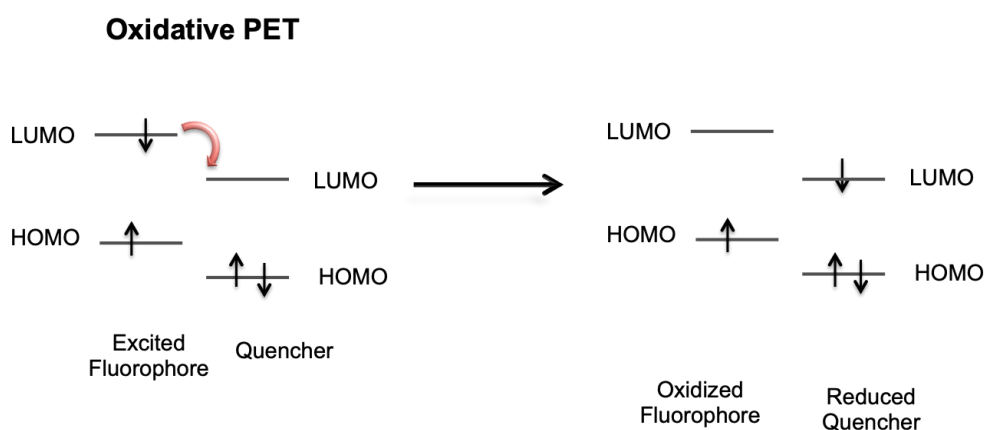 Oxidative PET
LUMO
LUMO
HOMO
HOMO
Excited
Fluorophore
Quencher
LUMO
LUMO
HOMO
HOMO
Oxidized
Fluorophore
Reduced
Quencher